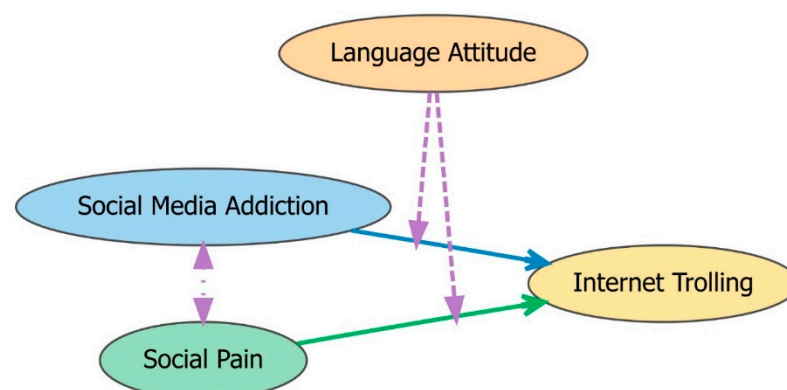 Language Attitude
Social Media Addiction
Internet Trolling
Social Pain